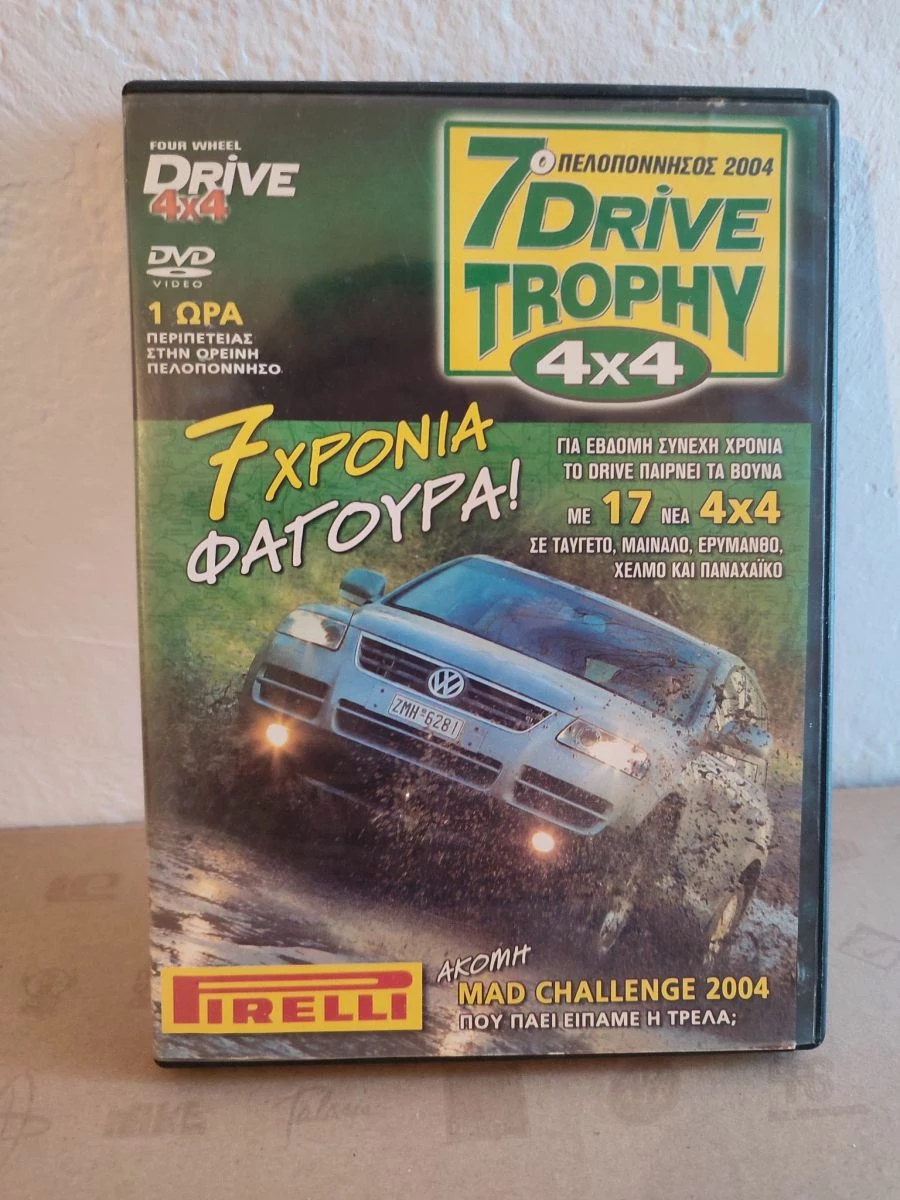 FOUR WHEEL
DRIVE
4x4
DVD
VIDEO
1 ΩΡΑ
ΠΕΡΙΠΕΤΕΙΑΣ
ΣΤΗΝ ΟΡΕΙΝΗ
ΠΕΛΟΠΟΝΝΗΣΟ
7ο ΠΕΛΟΠΟΝΝΗΣΟΣ 2004
DRIVE
TROPHY
4x4
7 ΧΡΟΝΙΑ
ΦΑΓΟΥΡΑ!
ΓΙΑ ΕΒΔΟΜΗ ΣΥΝΕΧΗ ΧΡΟΝΙΑ
ΤΟ DRIVE ΠΑΙΡΝΕΙ ΤΑ ΒΟΥΝΑ
ΜΕ 17 ΝΕΑ 4x4
ΣΕ ΤΑΥΓΕΤΟ, ΜΑΙΝΑΛΟ, ΕΡΥΜΑΝΘΟ,
ΧΕΛΜΟ ΚΑΙ ΠΑΝΑΧΑΪΚΟ
ZMH 6281
PIRELLI
ΑΚΟΜΗ
MAD CHALLENGE 2004
ΠΟΥ ΠΑΕΙ ΕΙΠΑΜΕ Η ΤΡΕΛΑ;
NIKE